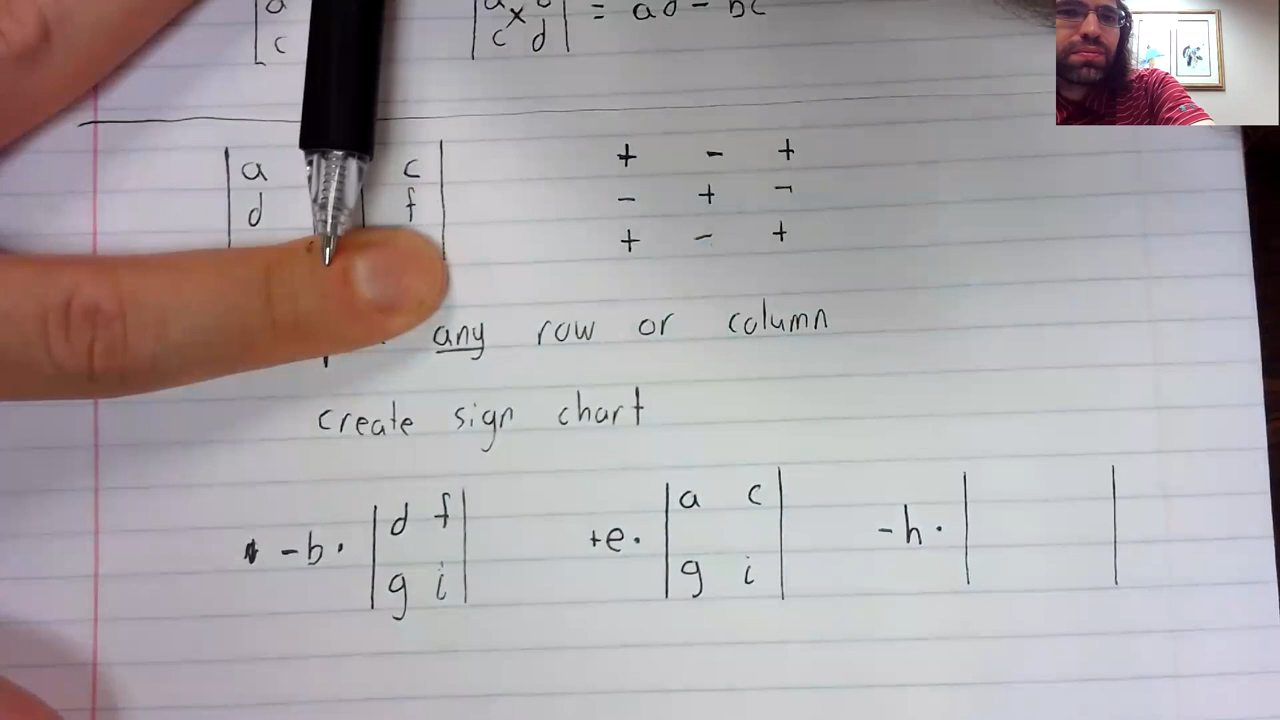 a
c
a b
c d = ad - bc
a c + - +
d f - + -
+ - +
any row or column
create sign chart
-b· d f +e· a c -h·
g i g i